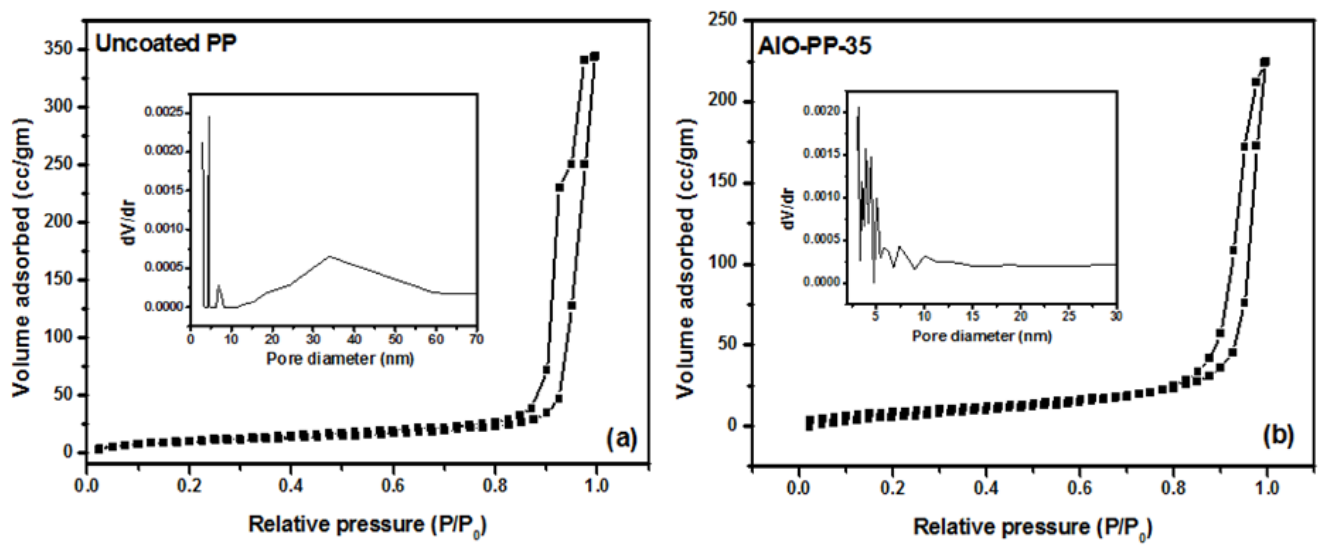 Uncoated PP
Volume adsorbed (cc/gm)
350
300
250
200
150
100
50
0
0.0 0.2 0.4 0.6 0.8 1.0
Relative pressure (P/P0)
(a)
dV/dr
0.0025
0.0020
0.0015
0.0010
0.0005
0.0000
0 10 20 30 40 50 60 70
Pore diameter (nm)
AlO-PP-35
Volume adsorbed (cc/gm)
250
200
150
100
50
0
0.0 0.2 0.4 0.6 0.8 1.0
Relative pressure (P/P0)
(b)
dV/dr
0.0020
0.0015
0.0010
0.0005
0.0000
5 10 15 20 25 30
Pore diameter (nm)